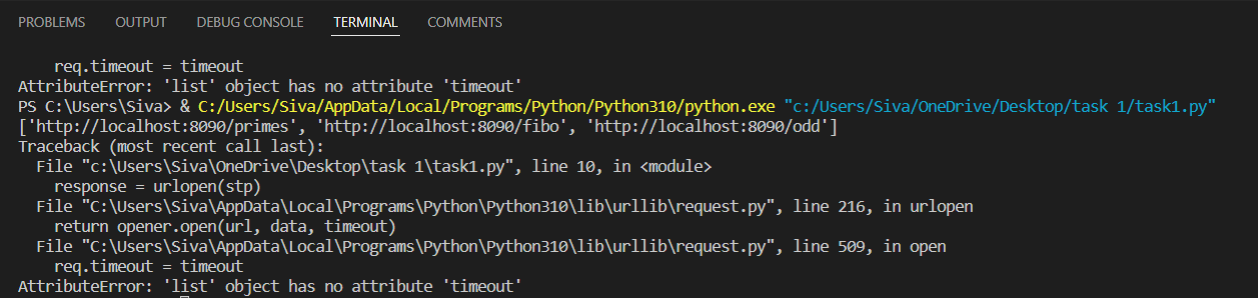 PROBLEMS OUTPUT DEBUG CONSOLE TERMINAL COMMENTS
req.timeout = timeout
AttributeError: 'list' object has no attribute 'timeout'
PS C:\Users\Siva> & C:/Users/Siva/AppData/Local/Programs/Python/Python310/python.exe "c:/Users/Siva/OneDrive/Desktop/task 1/task1.py"
['http://localhost:8090/primes', 'http://localhost:8090/fibo', 'http://localhost:8090/odd']
Traceback (most recent call last):
  File "c:\Users\Siva\OneDrive\Desktop\task 1\task1.py", line 10, in <module>
    response = urlopen(stp)
  File "C:\Users\Siva\AppData\Local\Programs\Python\Python310\lib\urllib\request.py", line 216, in urlopen
    return opener.open(url, data, timeout)
  File "C:\Users\Siva\AppData\Local\Programs\Python\Python310\lib\urllib\request.py", line 509, in open
    req.timeout = timeout
AttributeError: 'list' object has no attribute 'timeout'